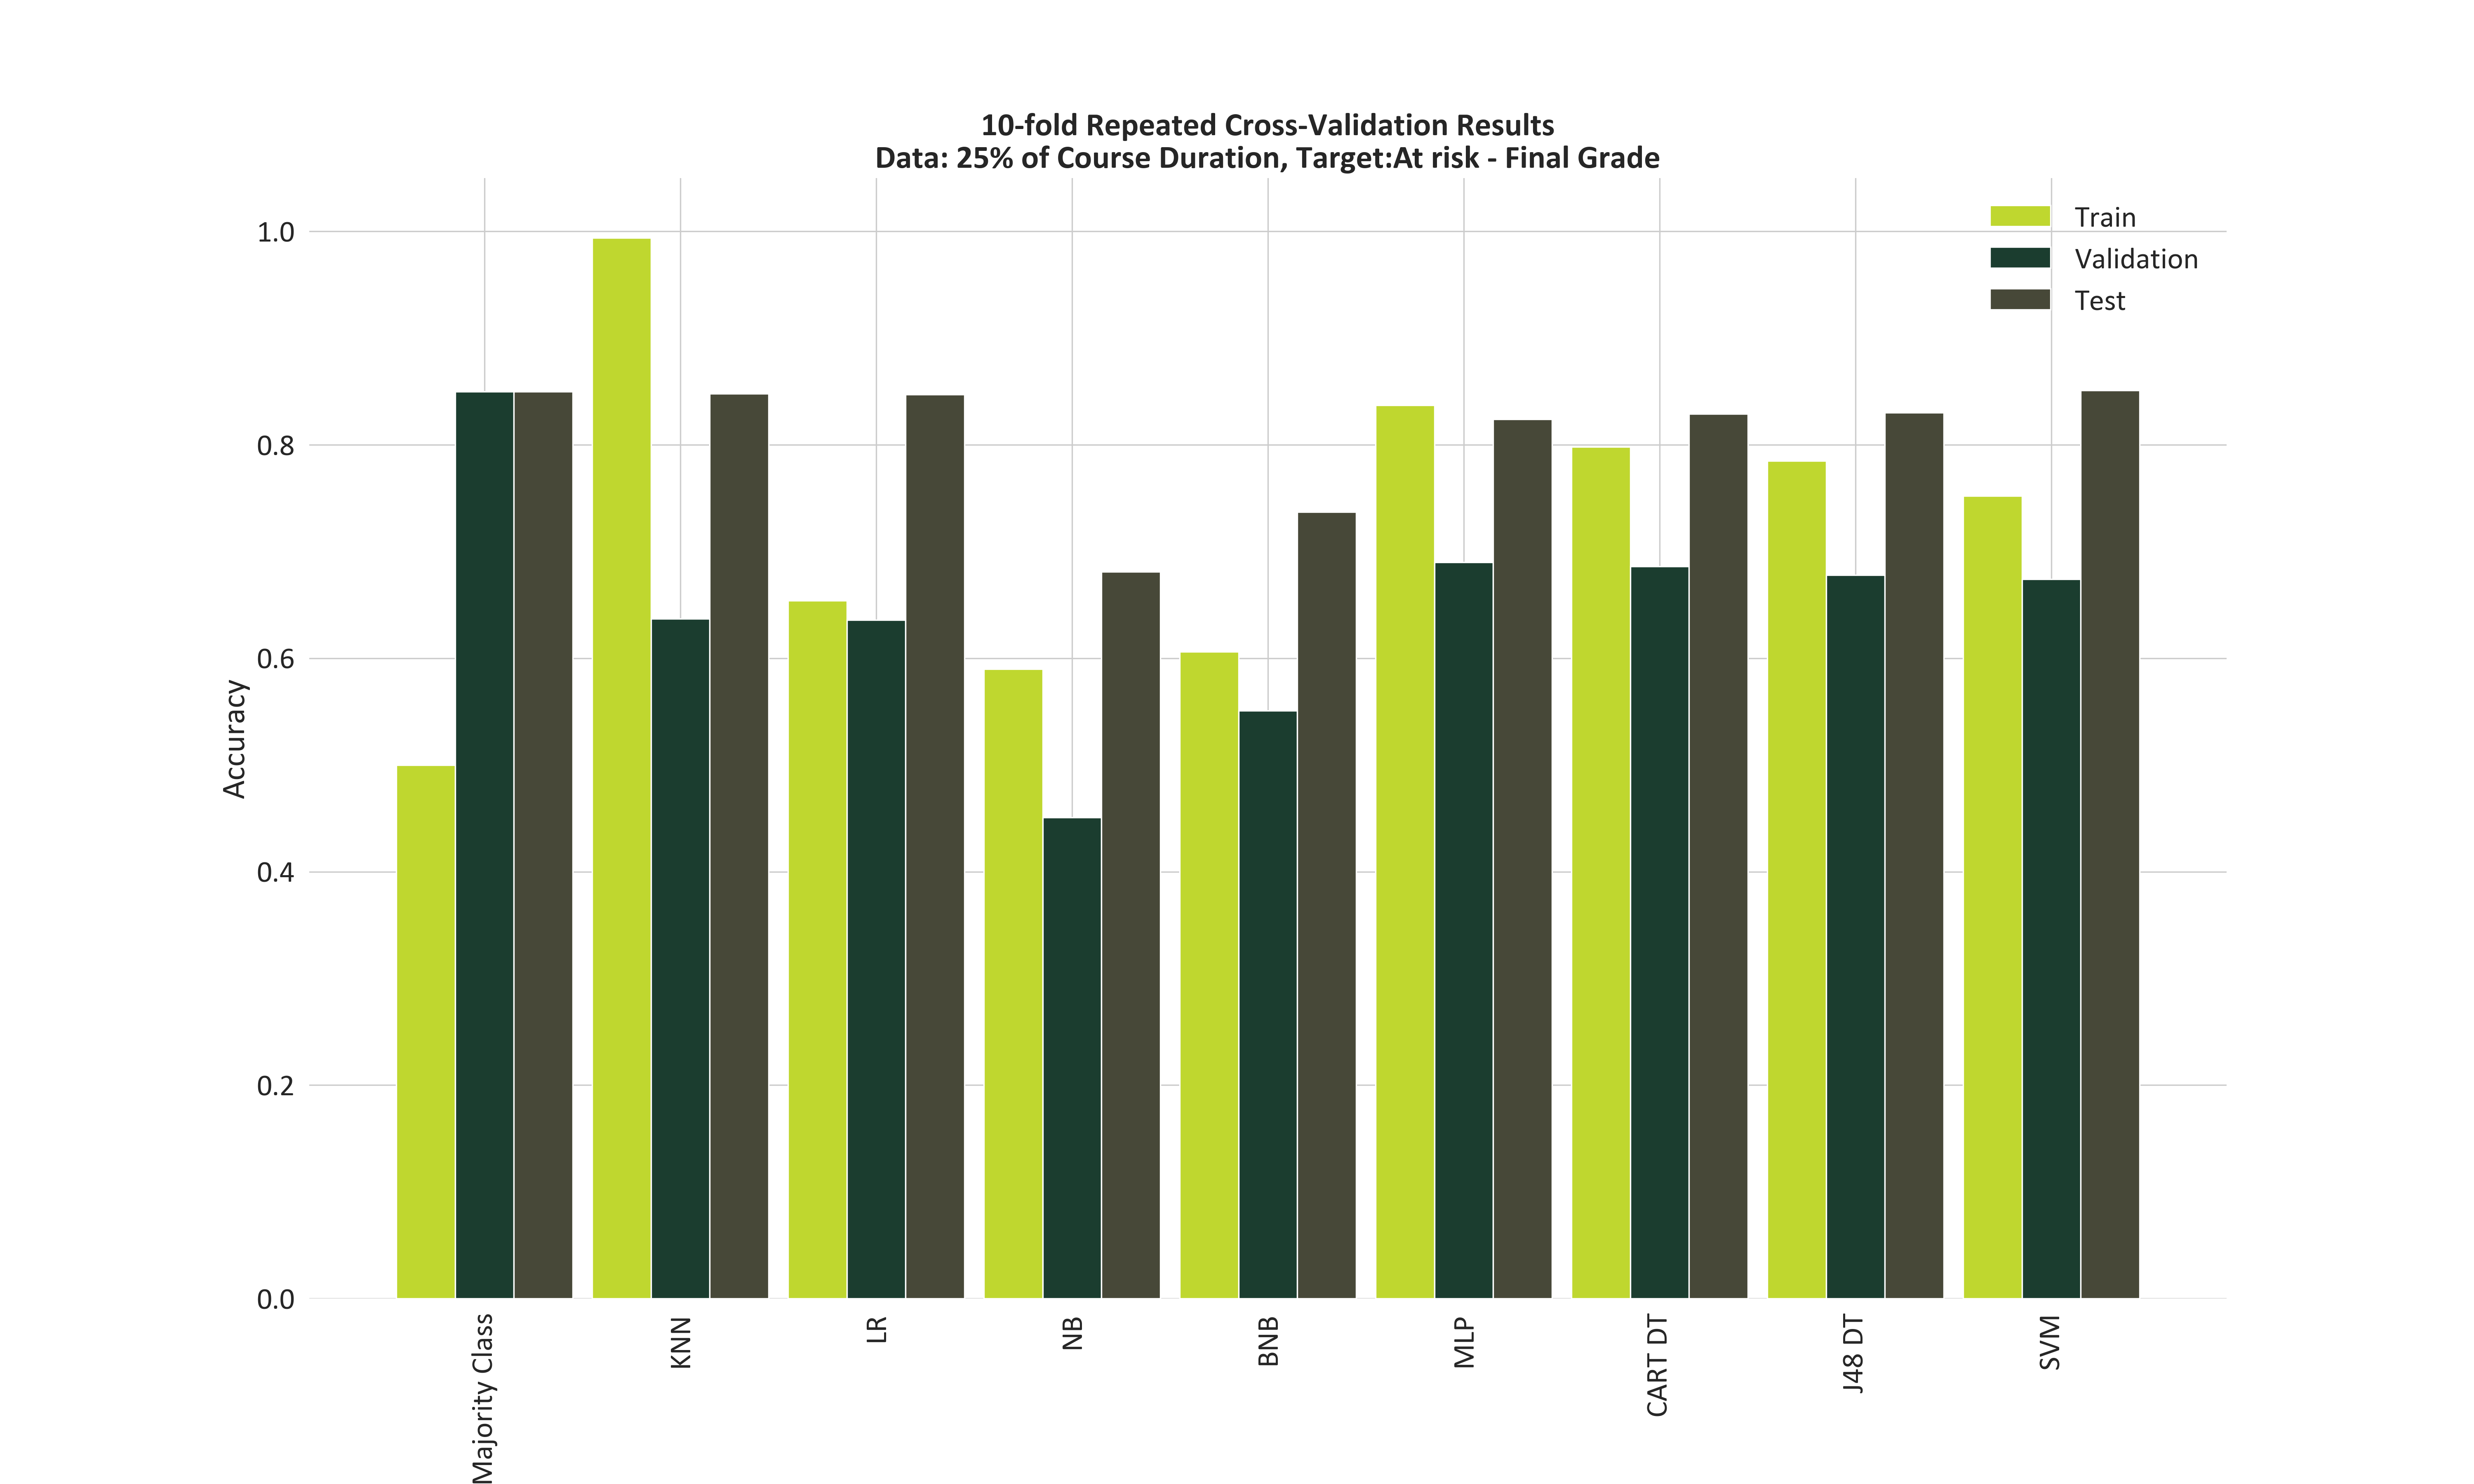 10-fold Repeated Cross-Validation Results
Data: 25% of Course Duration, Target:At risk - Final Grade
Train
Validation
Test
Accuracy
1.0
0.8
0.6
0.4
0.2
0.0
Majority Class
KNN
LR
NB
BNB
MLP
CART DT
J48 DT
SVM